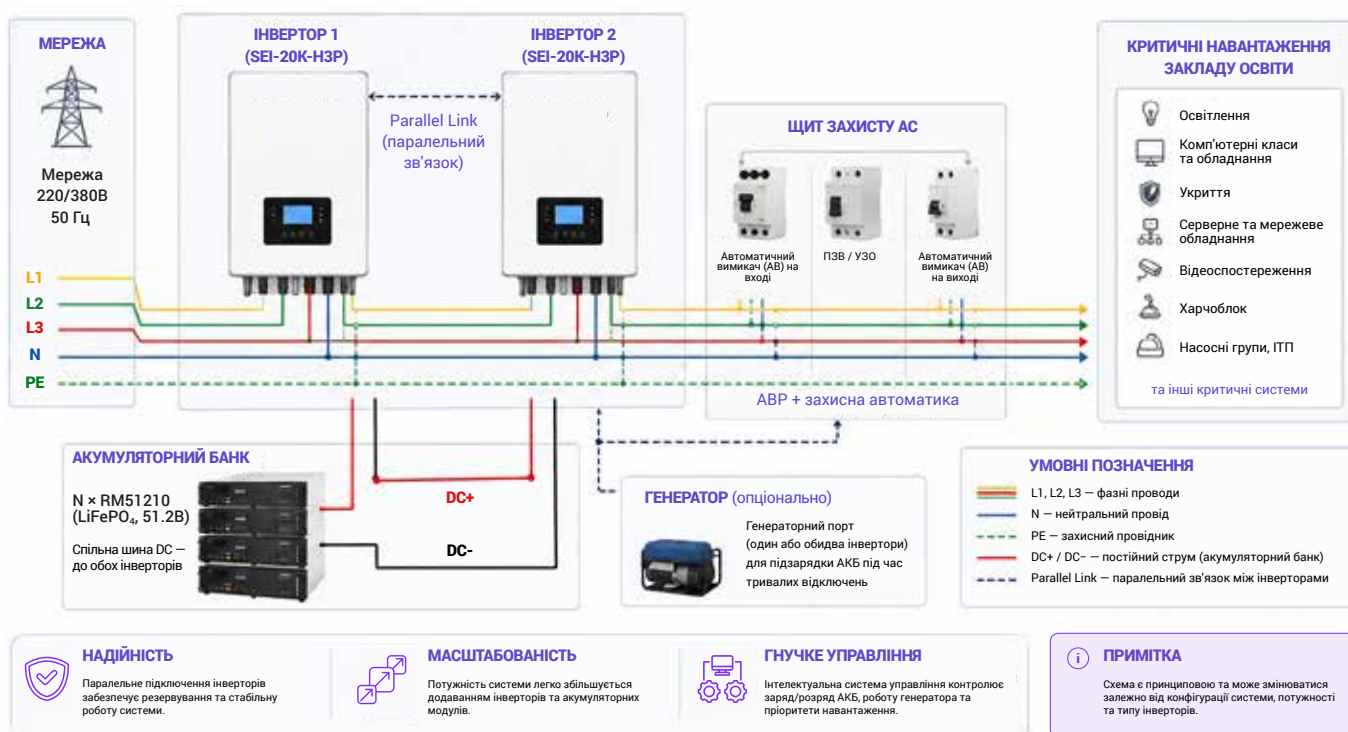 МЕРЕЖА
Мережа
220/380В
50 Гц
L1
L2
L3
N
PE
ІНВЕРТОР 1
(SEI-20K-H3P)
ІНВЕРТОР 2
(SEI-20K-H3P)
Parallel Link
(паралельний
зв'язок)
ЩИТ ЗАХИСТУ АС
Автоматичний
вимикач (АВ) на
вході
ПЗВ / УЗО
Автоматичний
вимикач (АВ)
на виході
АВР + захисна автоматика
КРИТИЧНІ НАВАНТАЖЕННЯ
ЗАКЛАДУ ОСВІТИ
Освітлення
Комп'ютерні класи
та обладнання
Укриття
Серверне та мережеве
обладнання
Відеоспостереження
Харчоблок
Насосні групи, ІТП
та інші критичні системи
АКУМУЛЯТОРНИЙ БАНК
N × RM51210
(LiFePO₄, 51.2В)
Спільна шина DC —
до обох інверторів
DC+
DC-
ГЕНЕРАТОР (опціонально)
Генераторний порт
(один або обидва інвертори)
для підзарядки АКБ під час
тривалих відключень
УМОВНІ ПОЗНАЧЕННЯ
L1, L2, L3 — фазні проводи
N — нейтральний провід
PE — захисний провідник
DC+ / DC− — постійний струм (акумуляторний банк)
Parallel Link — паралельний зв'язок між інверторами
НАДІЙНІСТЬ
Паралельне підключення інверторів
забезпечує резервування та стабільну
роботу системи.
МАСШТАБОВАНІСТЬ
Потужність системи легко збільшується
додаванням інверторів та акумуляторних
модулів.
ГНУЧКЕ УПРАВЛІННЯ
Інтелектуальна система управління контролює
заряд/розряд АКБ, роботу генератора та
пріоритети навантаження.
ПРИМІТКА
Схема є принциповою та може змінюватися
залежно від конфігурації системи, потужності
та типу інверторів.